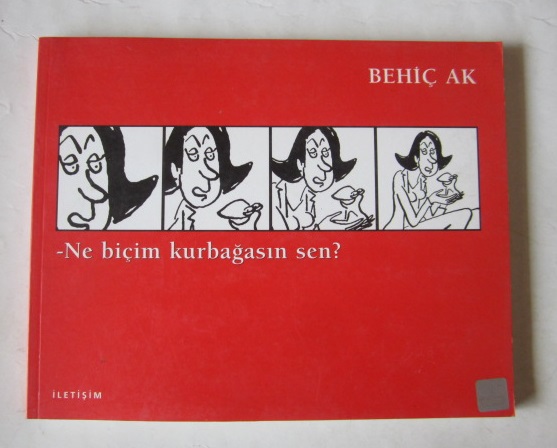 BEHİÇ AK
-Ne biçim kurbağasın sen?
İLETİŞİM